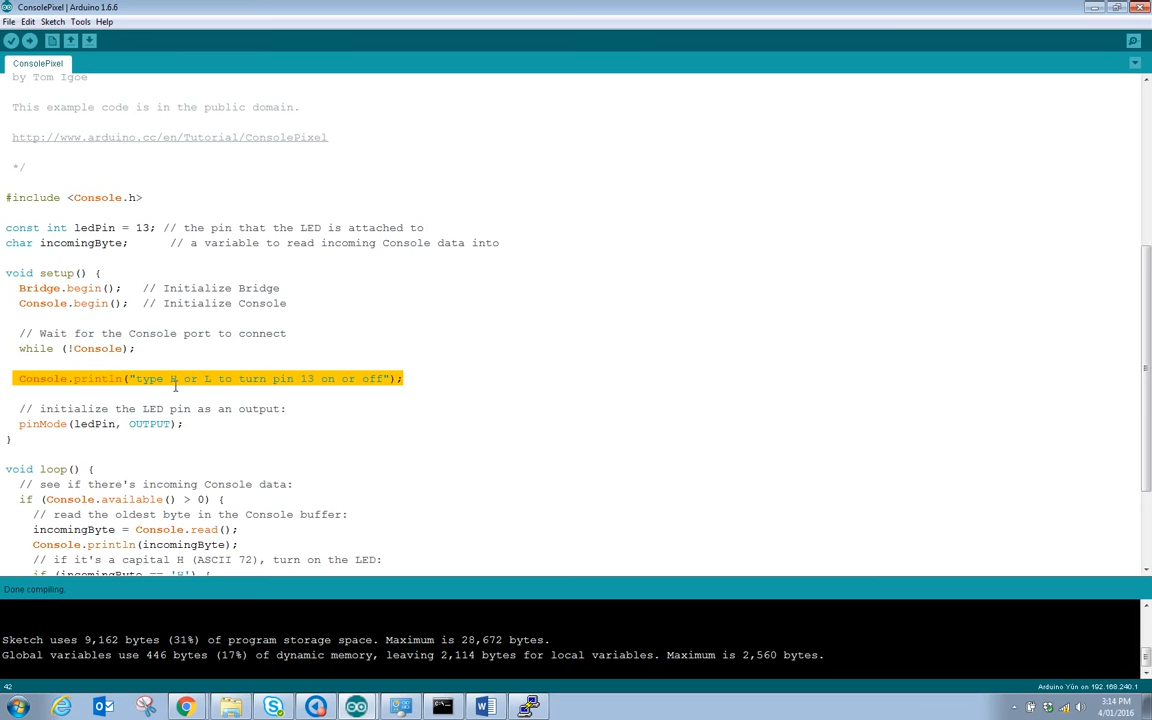 ConsolePixel | Arduino 1.6.6
File Edit Sketch Tools Help
ConsolePixel
by Tom Igoe
This example code is in the public domain.
http://www.arduino.cc/en/Tutorial/ConsolePixel
*/
#include <Console.h>
const int ledPin = 13; // the pin that the LED is attached to
char incomingByte;      // a variable to read incoming Console data into
void setup() {
  Bridge.begin();   // Initialize Bridge
  Console.begin();  // Initialize Console
  // Wait for the Console port to connect
  while (!Console);
  Console.println("type H or L to turn pin 13 on or off");
  // initialize the LED pin as an output:
  pinMode(ledPin, OUTPUT);
}
void loop() {
  // see if there's incoming Console data:
  if (Console.available() > 0) {
    // read the oldest byte in the Console buffer:
    incomingByte = Console.read();
    Console.println(incomingByte);
    // if it's a capital H (ASCII 72), turn on the LED:
    if (incomingByte == 'H') {
Done compiling.
Sketch uses 9,162 bytes (31%) of program storage space. Maximum is 28,672 bytes.
Global variables use 446 bytes (17%) of dynamic memory, leaving 2,114 bytes for local variables. Maximum is 2,560 bytes.
42
Arduino Yún on 192.168.240.1
3:14 PM
4/01/2016